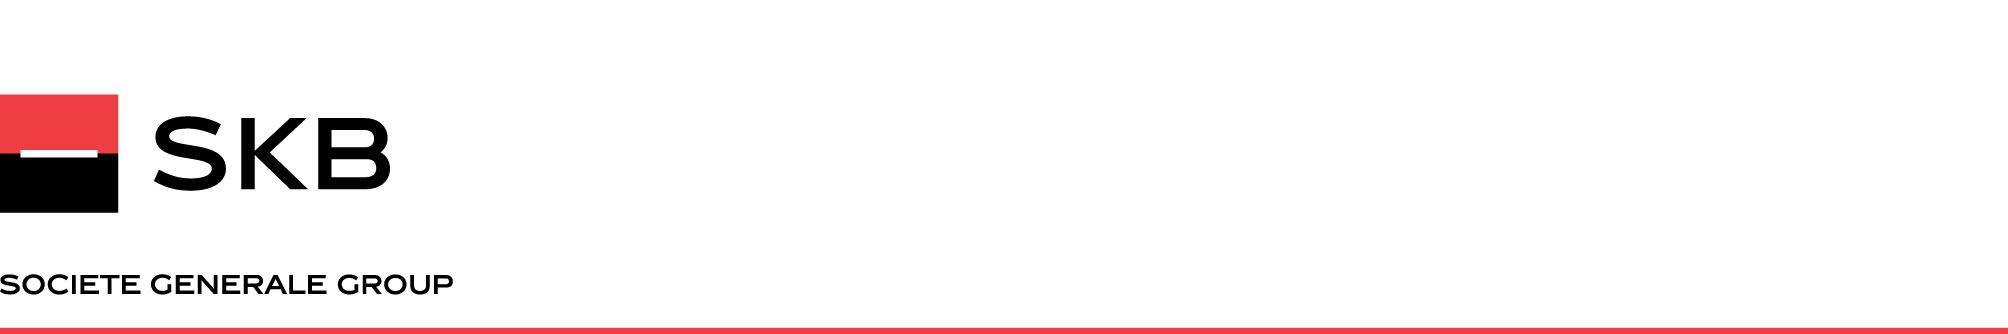 SKB
SOCIETE GENERALE GROUP